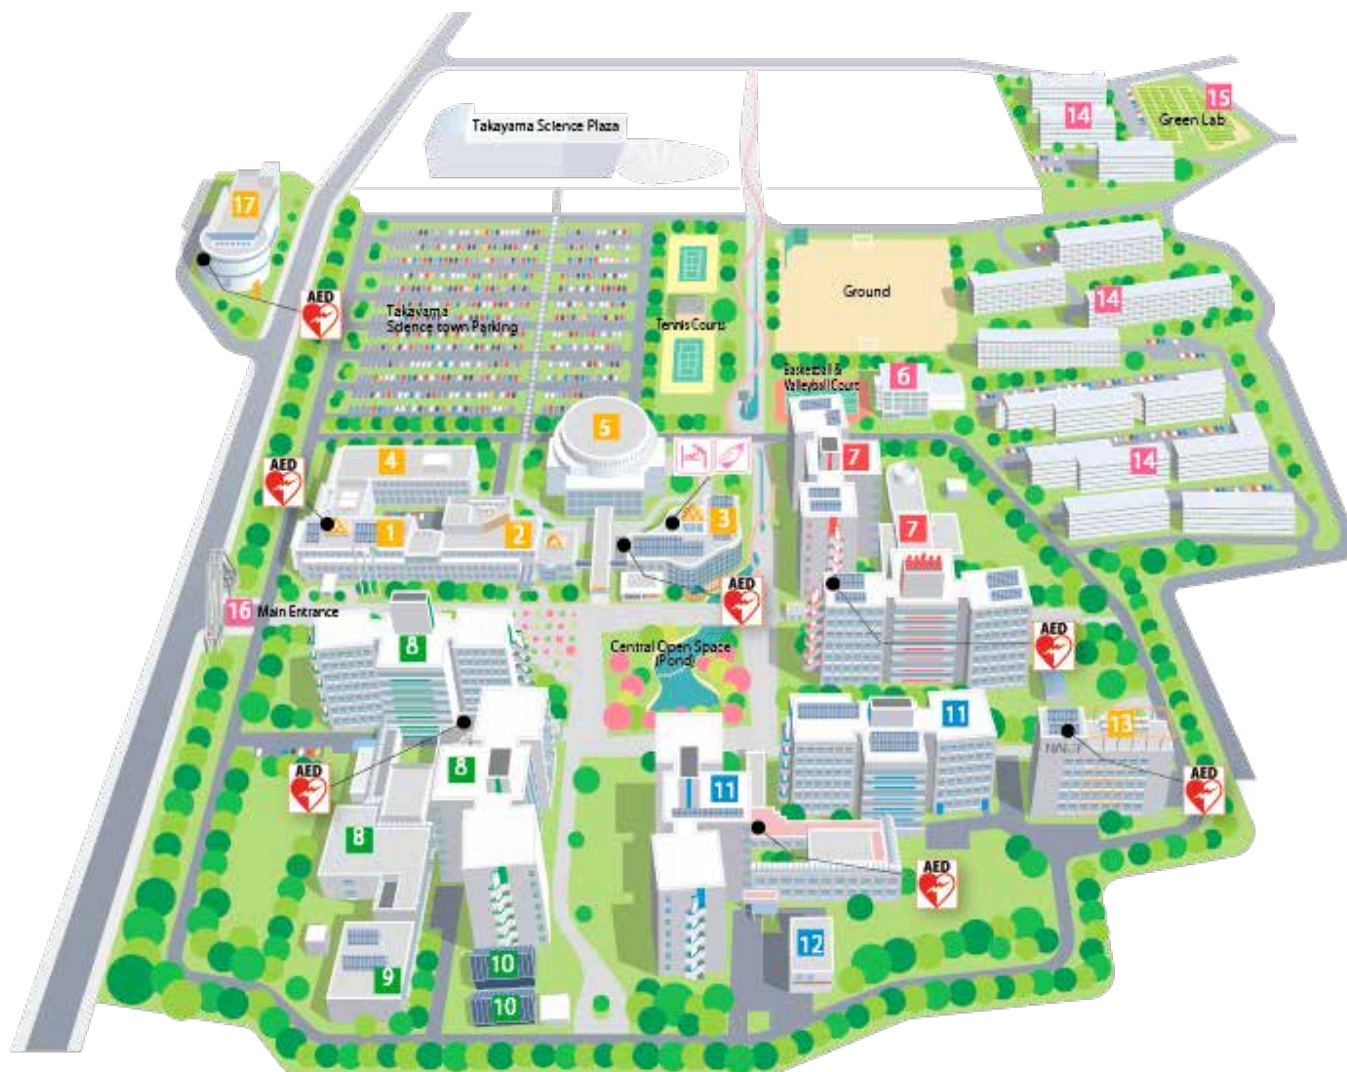 Takayama Science Plaza
14
15
Green Lab
17
AED
Takayama
Science town Parking
Tennis Courts
Ground
14
Basketball &
Valleyball Court
6
5
4
AED
7
14
1
2
3
7
AED
16
Main Entrance
8
Central Open Space
(Pond)
AED
11
13
AED
8
11
AED
8
AED
12
9
10
10